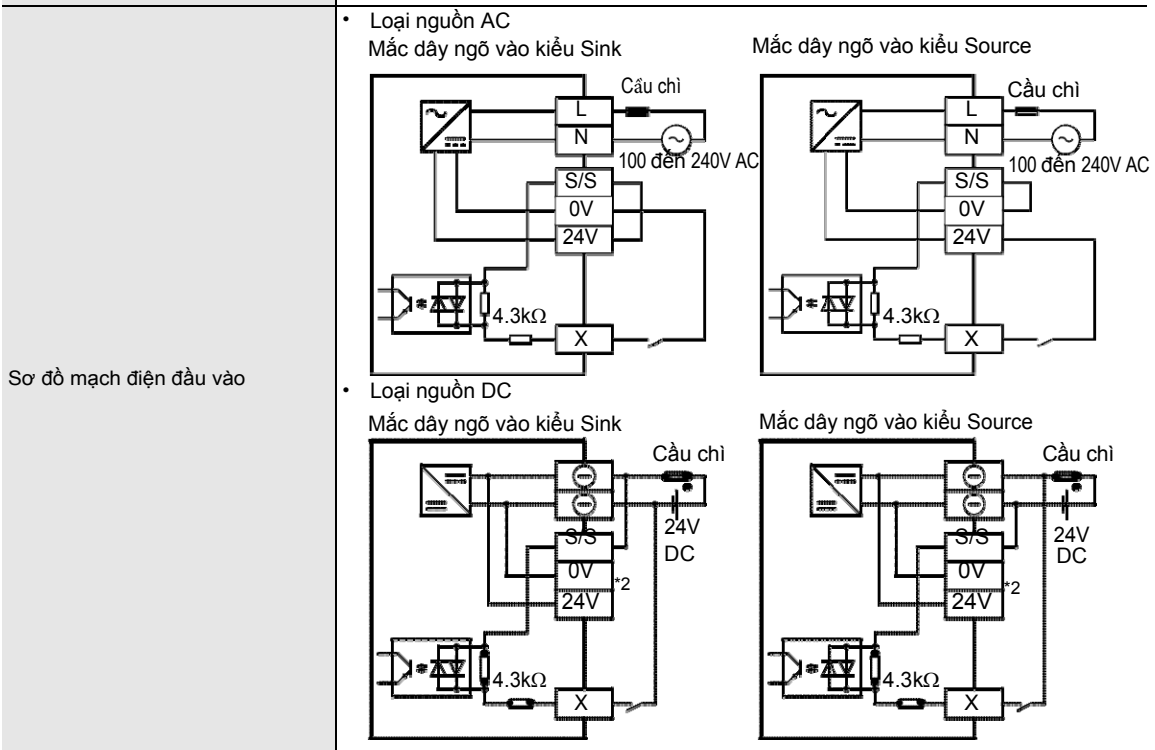 Sơ đồ mạch điện đầu vào
• Loại nguồn AC
Mắc dây ngõ vào kiểu Sink
Cầu chì
L
N
100 đến 240V AC
S/S
0V
24V
4.3kΩ
X
Mắc dây ngõ vào kiểu Source
Cầu chì
L
N
100 đến 240V AC
S/S
0V
24V
4.3kΩ
X
• Loại nguồn DC
Mắc dây ngõ vào kiểu Sink
Cầu chì
24V
DC
S/S
0V
*2
24V
4.3kΩ
X
Mắc dây ngõ vào kiểu Source
Cầu chì
24V
DC
S/S
0V
*2
24V
4.3kΩ
X